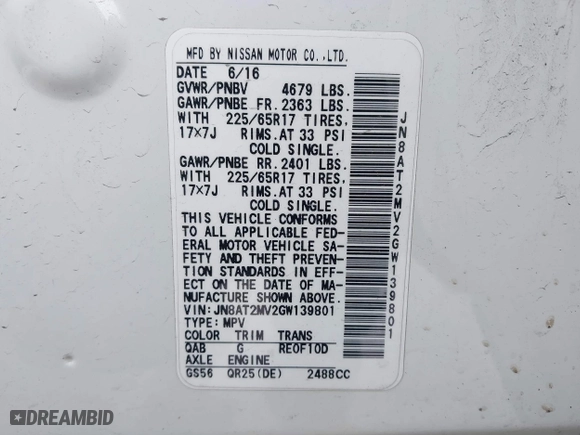 MFD BY NISSAN MOTOR CO.,LTD.
DATE 6/16
GVWR/PNBV 4679 LBS.
GAWR/PNBE FR. 2363 LBS.
WITH 225/65R17 TIRES,
17×7J RIMS.AT 33 PSI
COLD SINGLE.
GAWR/PNBE RR. 2401 LBS.
WITH 225/65R17 TIRES,
17×7J RIMS.AT 33 PSI
COLD SINGLE.
THIS VEHICLE CONFORMS
TO ALL APPLICABLE FED-
ERAL MOTOR VEHICLE SA-
FETY AND THEFT PREVEN-
TION STANDARDS IN EFF-
ECT ON THE DATE OF MA-
NUFACTURE SHOWN ABOVE.
VIN: JN8AT2MV2GW139801
TYPE: MPV
COLOR TRIM TRANS
QAB G RE0F10D
AXLE ENGINE
GS56 QR25(DE) 2488CC
JN8AT2MV2GW139801
DREAMBID